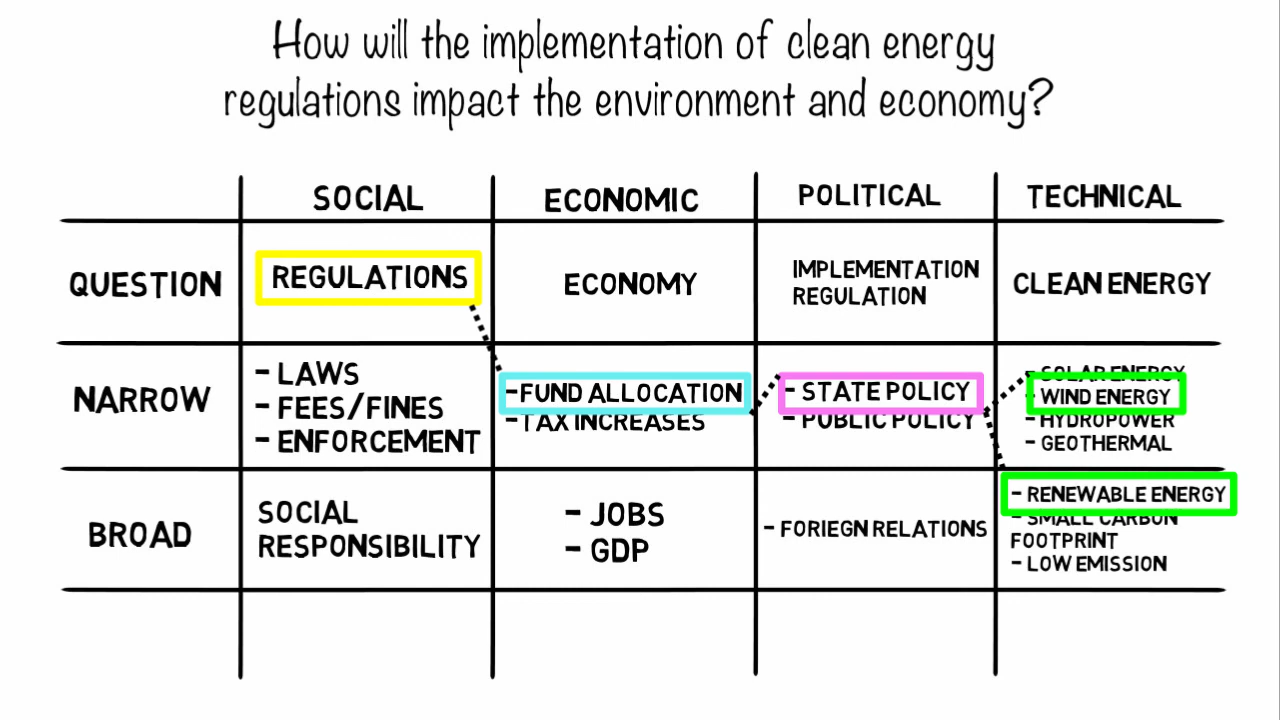 How will the implementation of clean energy
regulations impact the environment and economy?
SOCIAL ECONOMIC POLITICAL TECHNICAL
QUESTION
REGULATIONS
ECONOMY
IMPLEMENTATION
REGULATION
CLEAN ENERGY
NARROW
- LAWS
- FEES/FINES
- ENFORCEMENT
-FUND ALLOCATION
-TAX INCREASES
- STATE POLICY
- PUBLIC POLICY
- SOLAR ENERGY
- WIND ENERGY
- HYDROPOWER
- GEOTHERMAL
BROAD
SOCIAL
RESPONSIBILITY
- JOBS
- GDP
- FORIEGN RELATIONS
- RENEWABLE ENERGY
- SMALL CARBON
FOOTPRINT
- LOW EMISSION